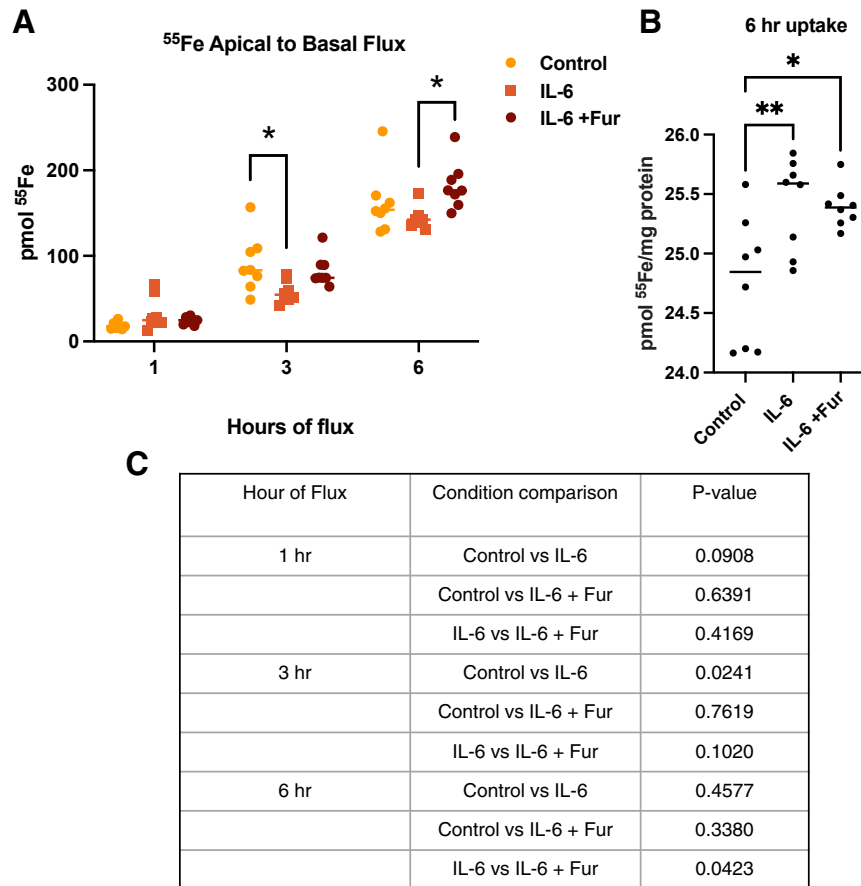 A
⁵⁵Fe Apical to Basal Flux
Control
IL-6
IL-6 +Fur
pmol ⁵⁵Fe
300
200
100
0
*
*
1
3
6
Hours of flux
B
6 hr uptake
*
**
pmol ⁵⁵Fe/mg protein
26.0
25.5
25.0
24.5
24.0
Control
IL-6
IL-6 +Fur
C
Hour of Flux Condition comparison P-value
1 hr Control vs IL-6 0.0908
Control vs IL-6 + Fur 0.6391
IL-6 vs IL-6 + Fur 0.4169
3 hr Control vs IL-6 0.0241
Control vs IL-6 + Fur 0.7619
IL-6 vs IL-6 + Fur 0.1020
6 hr Control vs IL-6 0.4577
Control vs IL-6 + Fur 0.3380
IL-6 vs IL-6 + Fur 0.0423